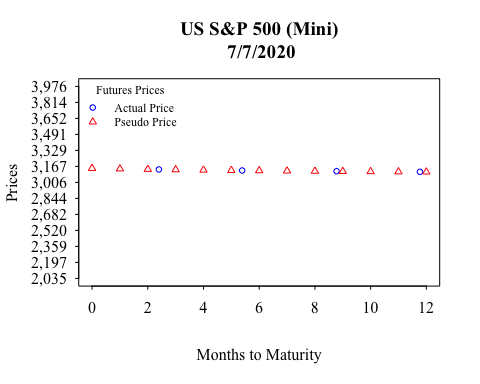 US S&P 500 (Mini)
7/7/2020
Futures Prices
Actual Price
Pseudo Price
Prices
3,976
3,814
3,652
3,491
3,329
3,167
3,006
2,844
2,682
2,520
2,359
2,197
2,035
0 2 4 6 8 10 12
Months to Maturity